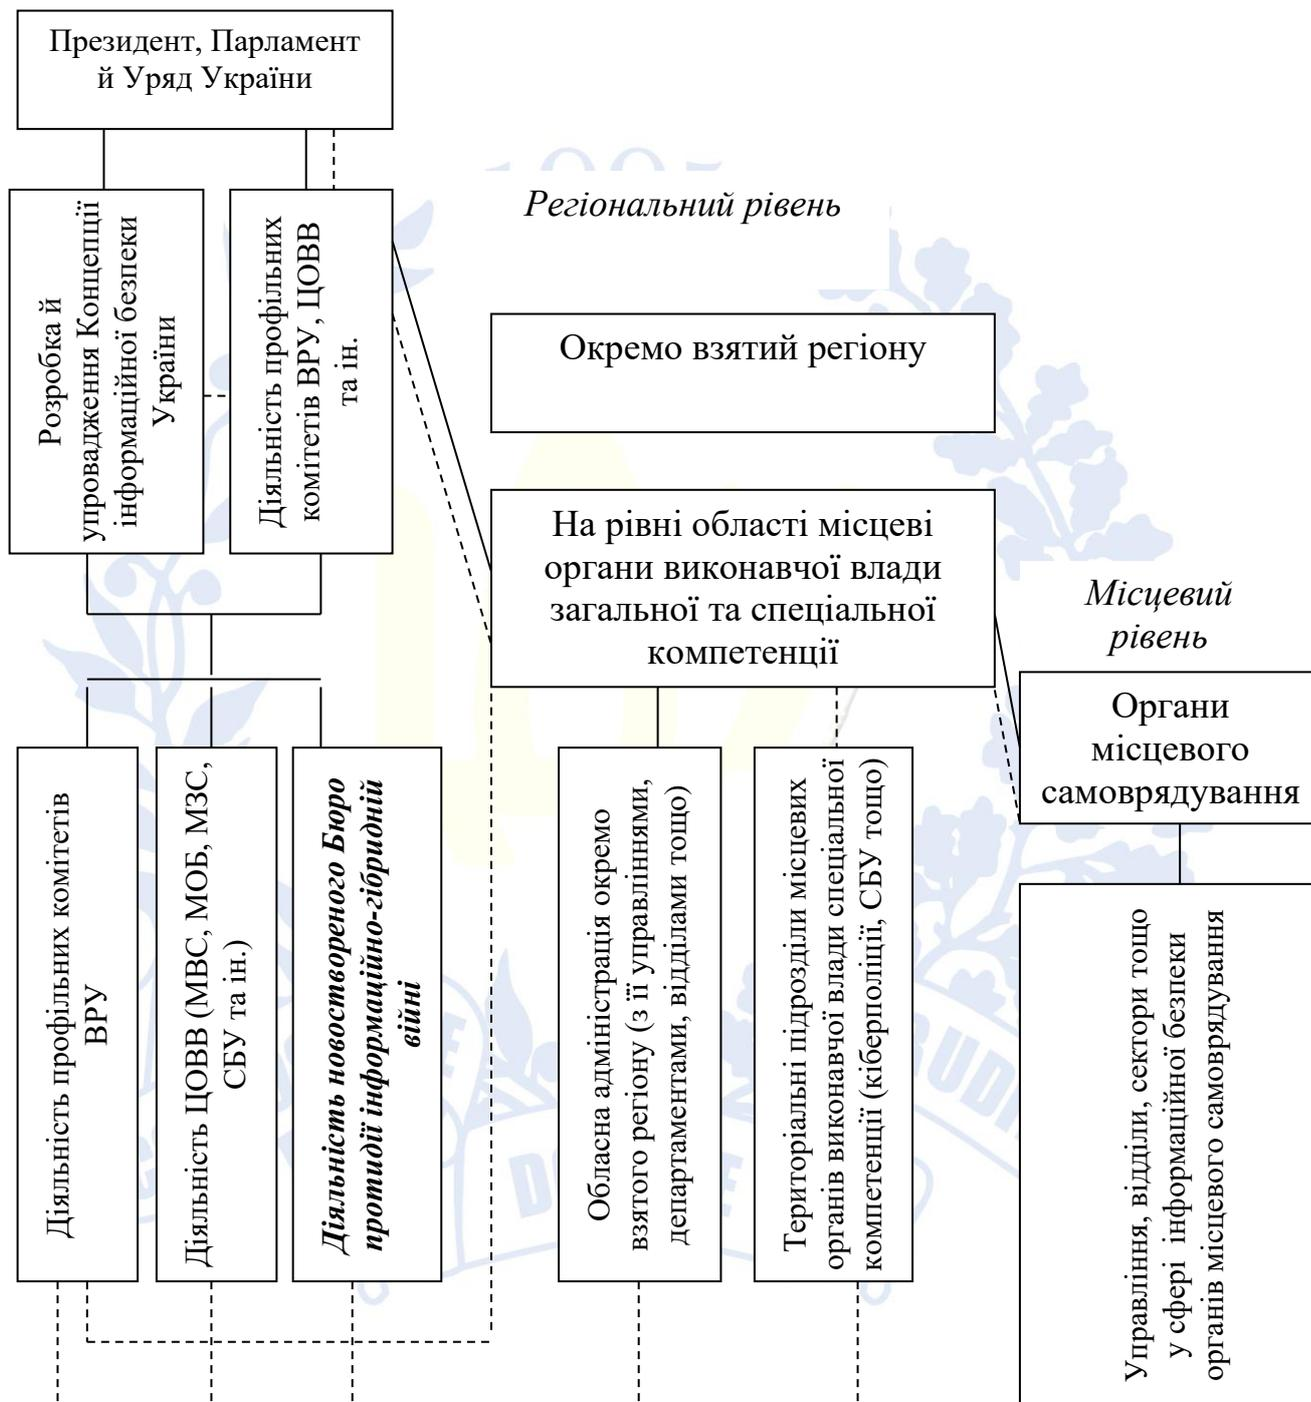 Президент, Парламент
й Уряд України
Розробка й
упровадження Концепції
інформаційної безпеки
України
Діяльність профільних
комітетів ВРУ, ЦОВВ
та ін.
Регіональний рівень
Окремо взятий регіону
На рівні області місцеві
органи виконавчої влади
загальної та спеціальної
компетенції
Місцевий
рівень
Органи
місцевого
самоврядування
Діяльність профільних комітетів
ВРУ
Діяльність ЦОВВ (МВС, МОБ, МЗС,
СБУ та ін.)
Діяльність новоствореного Бюро
протидії інформаційно-гібридній
війні
Обласна адміністрація окремо
взятого регіону (з її управліннями,
департаментами, відділами тощо)
Територіальні підрозділи місцевих
органів виконавчої влади спеціальної
компетенції (кіберполіції, СБУ тощо)
Управління, відділи, сектори тощо
у сфері інформаційної безпеки
органів місцевого самоврядування